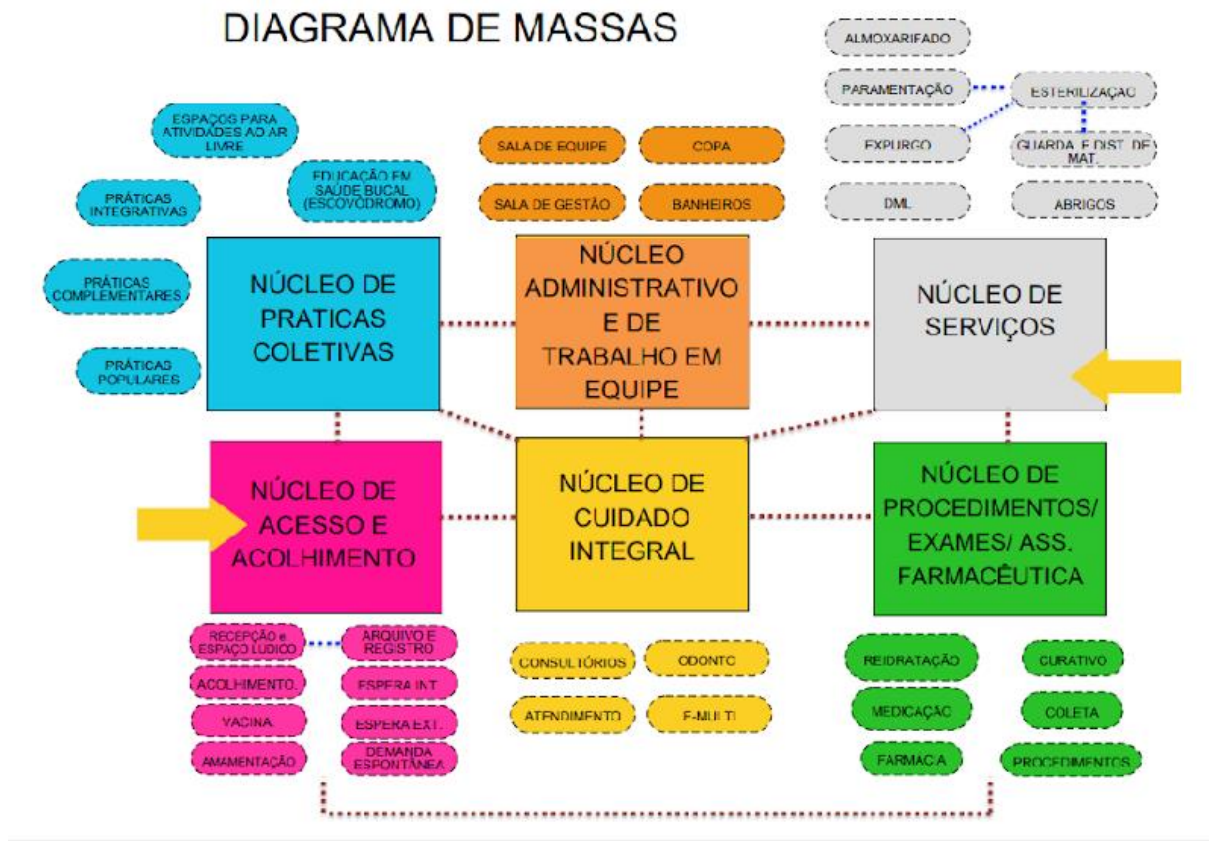 DIAGRAMA DE MASSAS
ESPAÇOS PARA
ATIVIDADES AO AR
LIVRE
EDUCAÇÃO EM
SAÚDE BUCAL
(ESCOVÓDROMO)
PRÁTICAS
INTEGRATIVAS
PRÁTICAS
COMPLEMENTARES
PRÁTICAS
POPULARES
NÚCLEO DE
PRATICAS
COLETIVAS
SALA DE EQUIPE
COPA
SALA DE GESTÃO
BANHEIROS
NÚCLEO
ADMINISTRATIVO
E DE
TRABALHO EM
EQUIPE
ALMOXARIFADO
PARAMENTAÇÃO
ESTERILIZAÇÃO
EXPURGO
GUARDA E DIST. DE
MAT.
DML
ABRIGOS
NÚCLEO DE
SERVIÇOS
NÚCLEO DE
ACESSO E
ACOLHIMENTO
RECEPÇÃO e
ESPAÇO LÚDICO
ARQUIVO E
REGISTRO
ACOLHIMENTO.
ESPERA INT.
VACINA.
ESPERA EXT.
AMAMENTAÇÃO
DEMANDA
ESPONTÂNEA
NÚCLEO DE
CUIDADO
INTEGRAL
CONSULTÓRIOS
ODONTO
ATENDIMENTO
E-MULTI
NÚCLEO DE
PROCEDIMENTOS/
EXAMES/ ASS.
FARMACÊUTICA
REIDRATAÇÃO
CURATIVO
MEDICAÇÃO
COLETA
FARMÁCIA
PROCEDIMENTOS